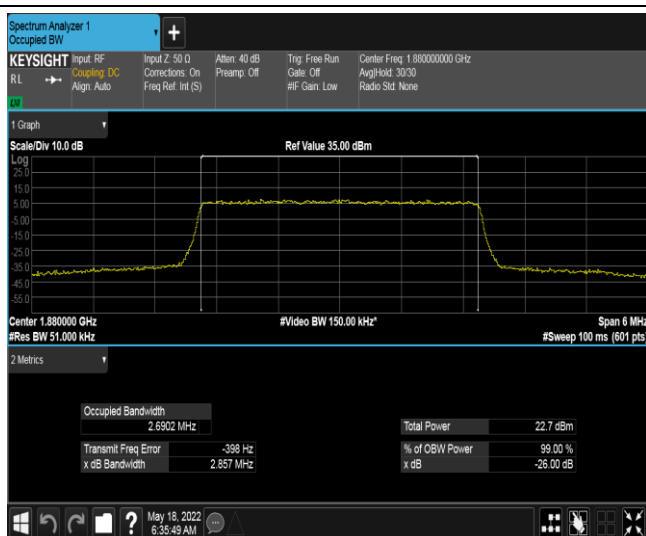 Spectrum Analyzer 1
Occupied BW
KEYSIGHT Input: RF Input Z: 50 Ω Atten: 40 dB Trig: Free Run Center Freq: 1.880000000 GHz
RL Coupling: DC Corrections: On Preamp: Off Gate: Off Avg|Hold: 30/30
Align: Auto Freq Ref: Int (S) #IF Gain: Low Radio Std: None
1 Graph
Scale/Div 10.0 dB Ref Value 35.00 dBm
Log
25.0
15.0
5.00
-5.00
-15.0
-25.0
-35.0
-45.0
-55.0
Center 1.880000 GHz #Video BW 150.00 kHz* Span 6 MHz
#Res BW 51.000 kHz #Sweep 100 ms (601 pts)
2 Metrics
Occupied Bandwidth
2.6902 MHz Total Power 22.7 dBm
Transmit Freq Error -398 Hz % of OBW Power 99.00 %
x dB Bandwidth 2.857 MHz x dB -26.00 dB
? May 18, 2022
6:35:49 AM